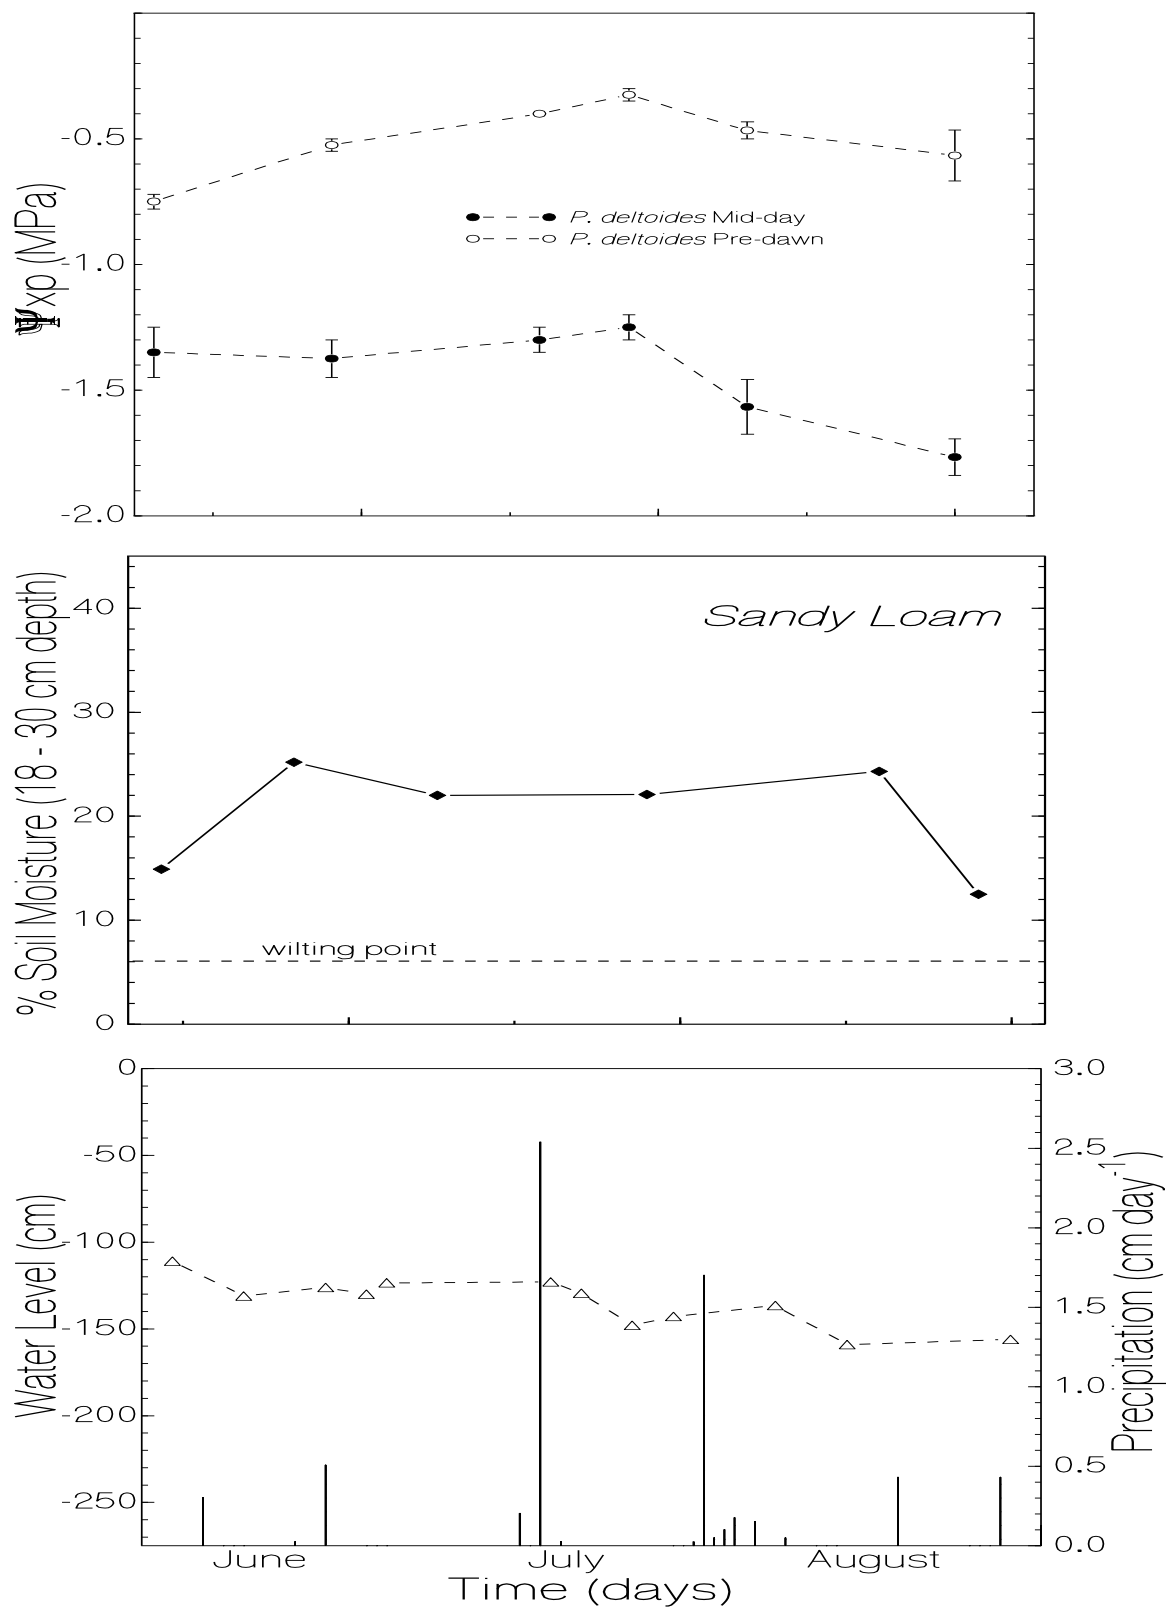 -0.5
-1.0
-1.5
-2.0
Ψxp (MPa)
P. deltoides Mid-day
P. deltoides Pre-dawn
40
30
20
10
0
% Soil Moisture (18 - 30 cm depth)
Sandy Loam
wilting point
0
-50
-100
-150
-200
-250
Water Level (cm)
3.0
2.5
2.0
1.5
1.0
0.5
0.0
Precipitation (cm day-1)
June July August
Time (days)